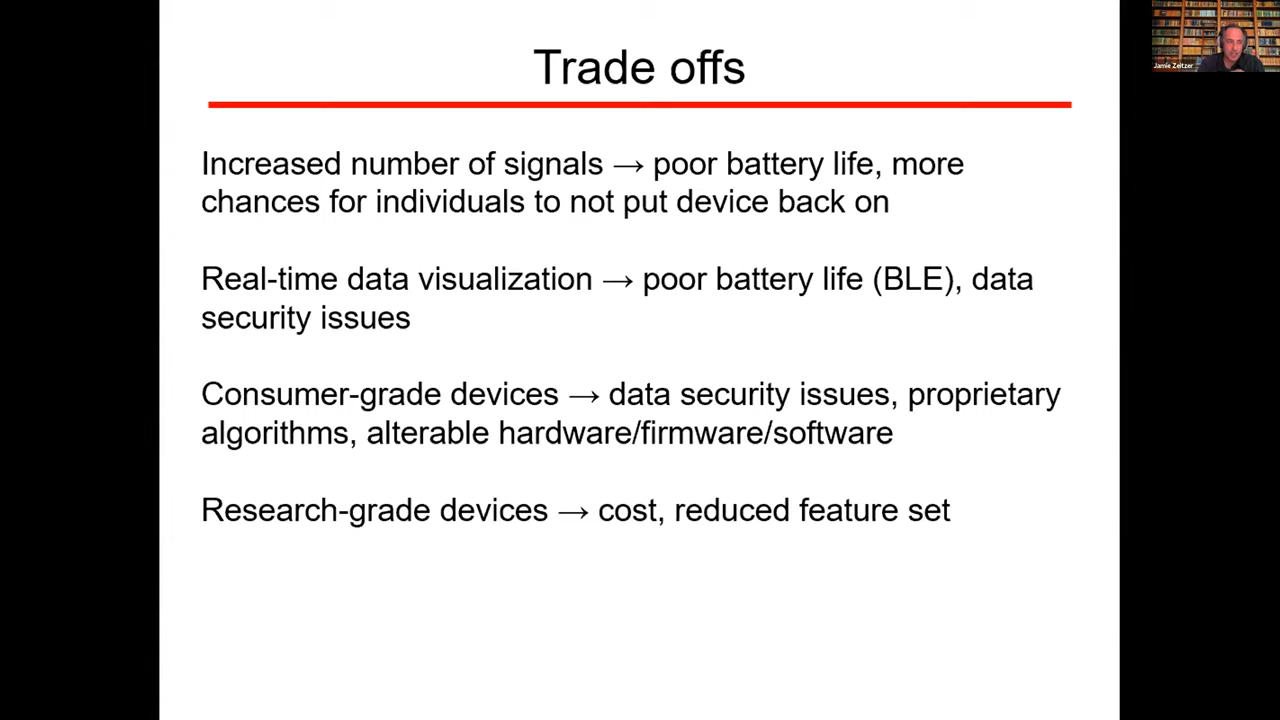 Trade offs
Jamie Zeitzer
Increased number of signals → poor battery life, more
chances for individuals to not put device back on
Real-time data visualization → poor battery life (BLE), data
security issues
Consumer-grade devices → data security issues, proprietary
algorithms, alterable hardware/firmware/software
Research-grade devices → cost, reduced feature set